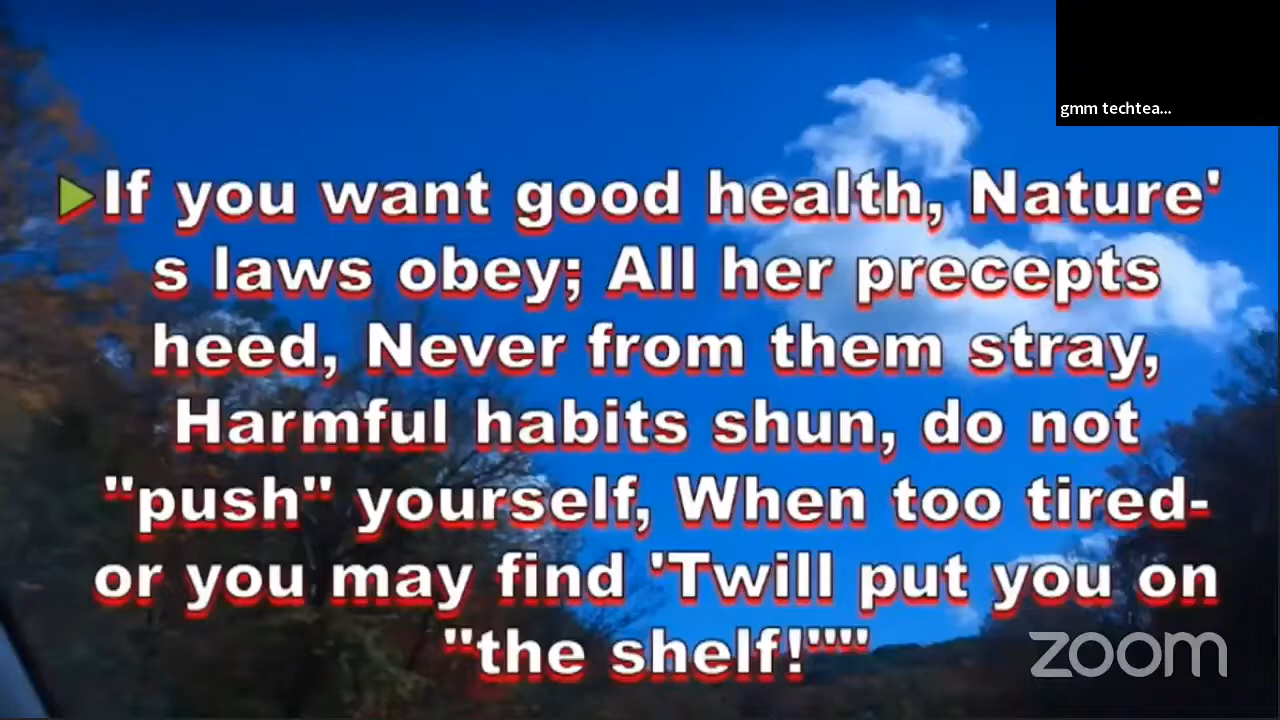 gmm techtea...
If you want good health, Nature'
s laws obey; All her precepts
heed, Never from them stray,
Harmful habits shun, do not
"push" yourself, When too tired-
or you may find 'Twill put you on
"the shelf!""'
zoom